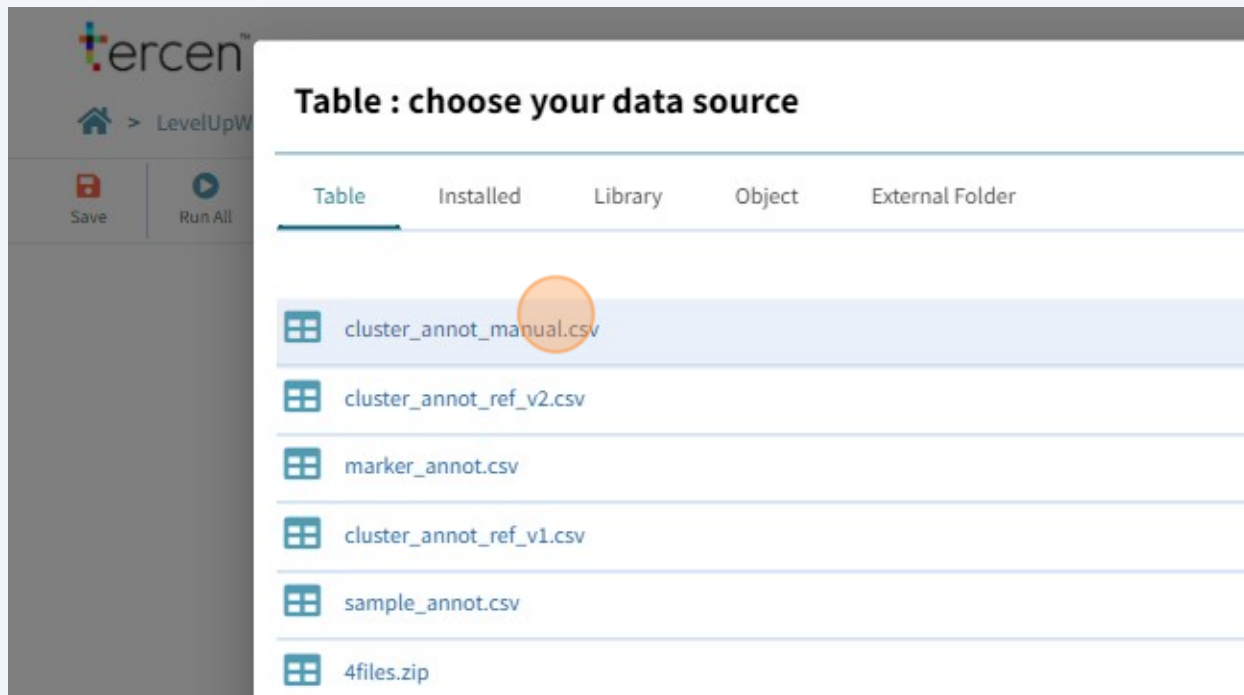 tercen™
Table : choose your data source
> LevelUpW
Save
Run All
Table Installed Library Object External Folder
cluster_annot_manual.csv
cluster_annot_ref_v2.csv
marker_annot.csv
cluster_annot_ref_v1.csv
sample_annot.csv
4files.zip